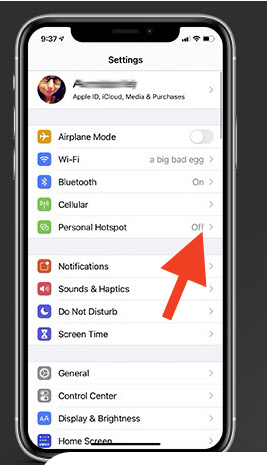 9:37
Settings
Apple ID, iCloud, Media & Purchases
Airplane Mode
Wi-Fi a big bad egg
Bluetooth On
Cellular
Personal Hotspot Off
Notifications
Sounds & Haptics
Do Not Disturb
Screen Time
General
Control Center
AA Display & Brightness
Home Screen